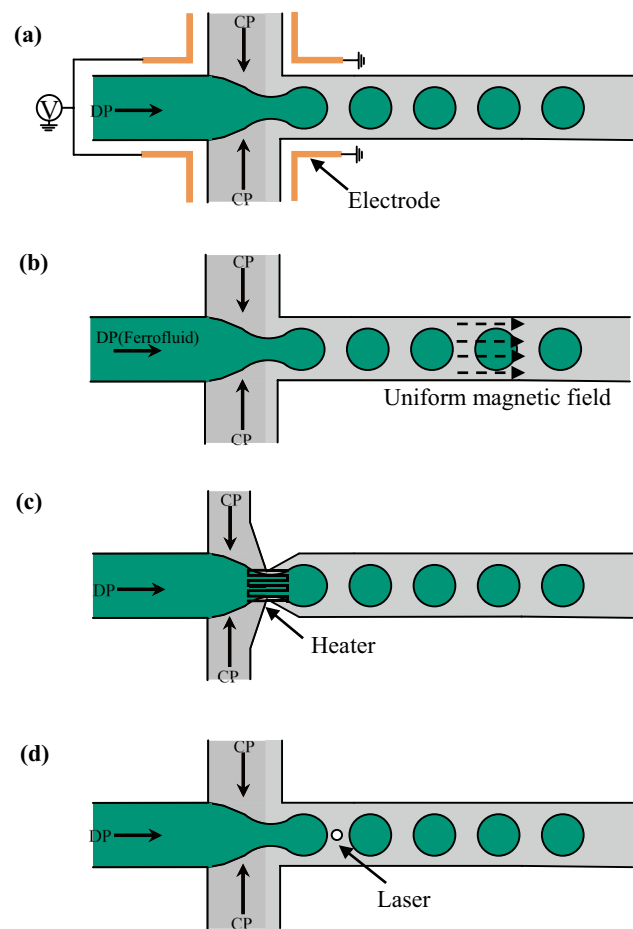 (a)
CP
V
DP
CP
Electrode
(b)
CP
DP(Ferrofluid)
Uniform magnetic field
CP
(c)
CP
DP
Heater
CP
(d)
CP
DP
Laser
CP